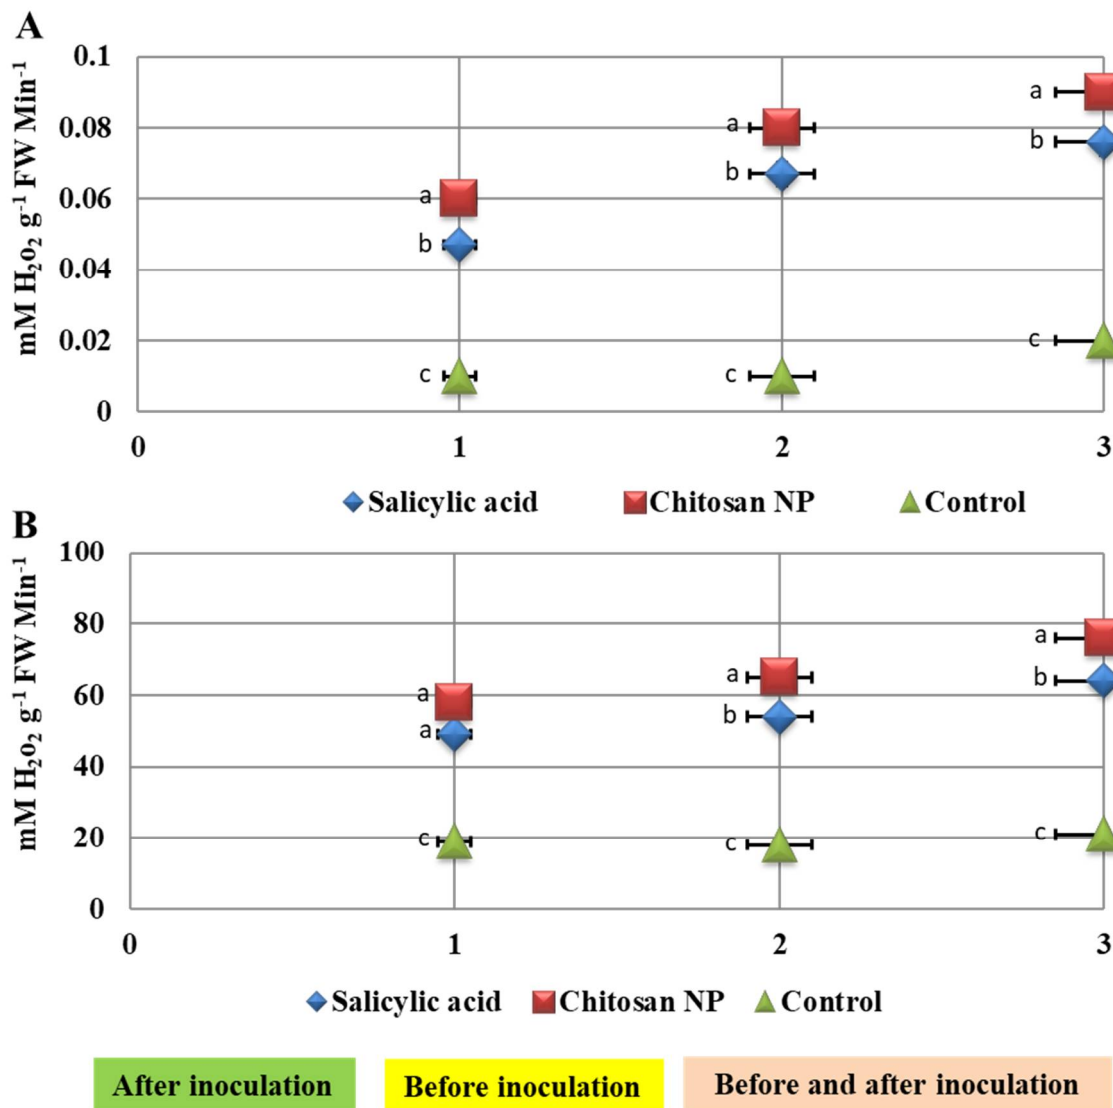 A
mM H₂o₂ g⁻¹ FW Min⁻¹
0.1
0.08
0.06
0.04
0.02
0
a
b
c
a
b
c
a
b
c
0 1 2 3
Salicylic acid Chitosan NP Control
B
mM H₂o₂ g⁻¹ FW Min⁻¹
100
80
60
40
20
0
a
a
c
a
b
c
a
b
c
0 1 2 3
Salicylic acid Chitosan NP Control
After inoculation Before inoculation Before and after inoculation